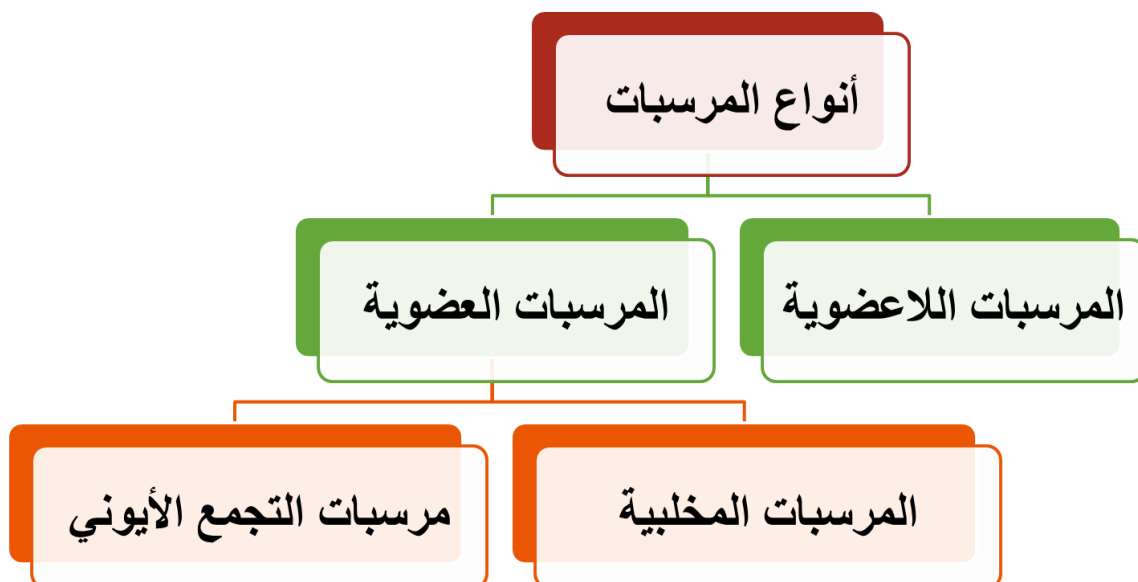 أنواع المرسبات
المرسبات اللاعضوية
المرسبات العضوية
المرسبات المخلبية
مرسبات التجمع الأيوني